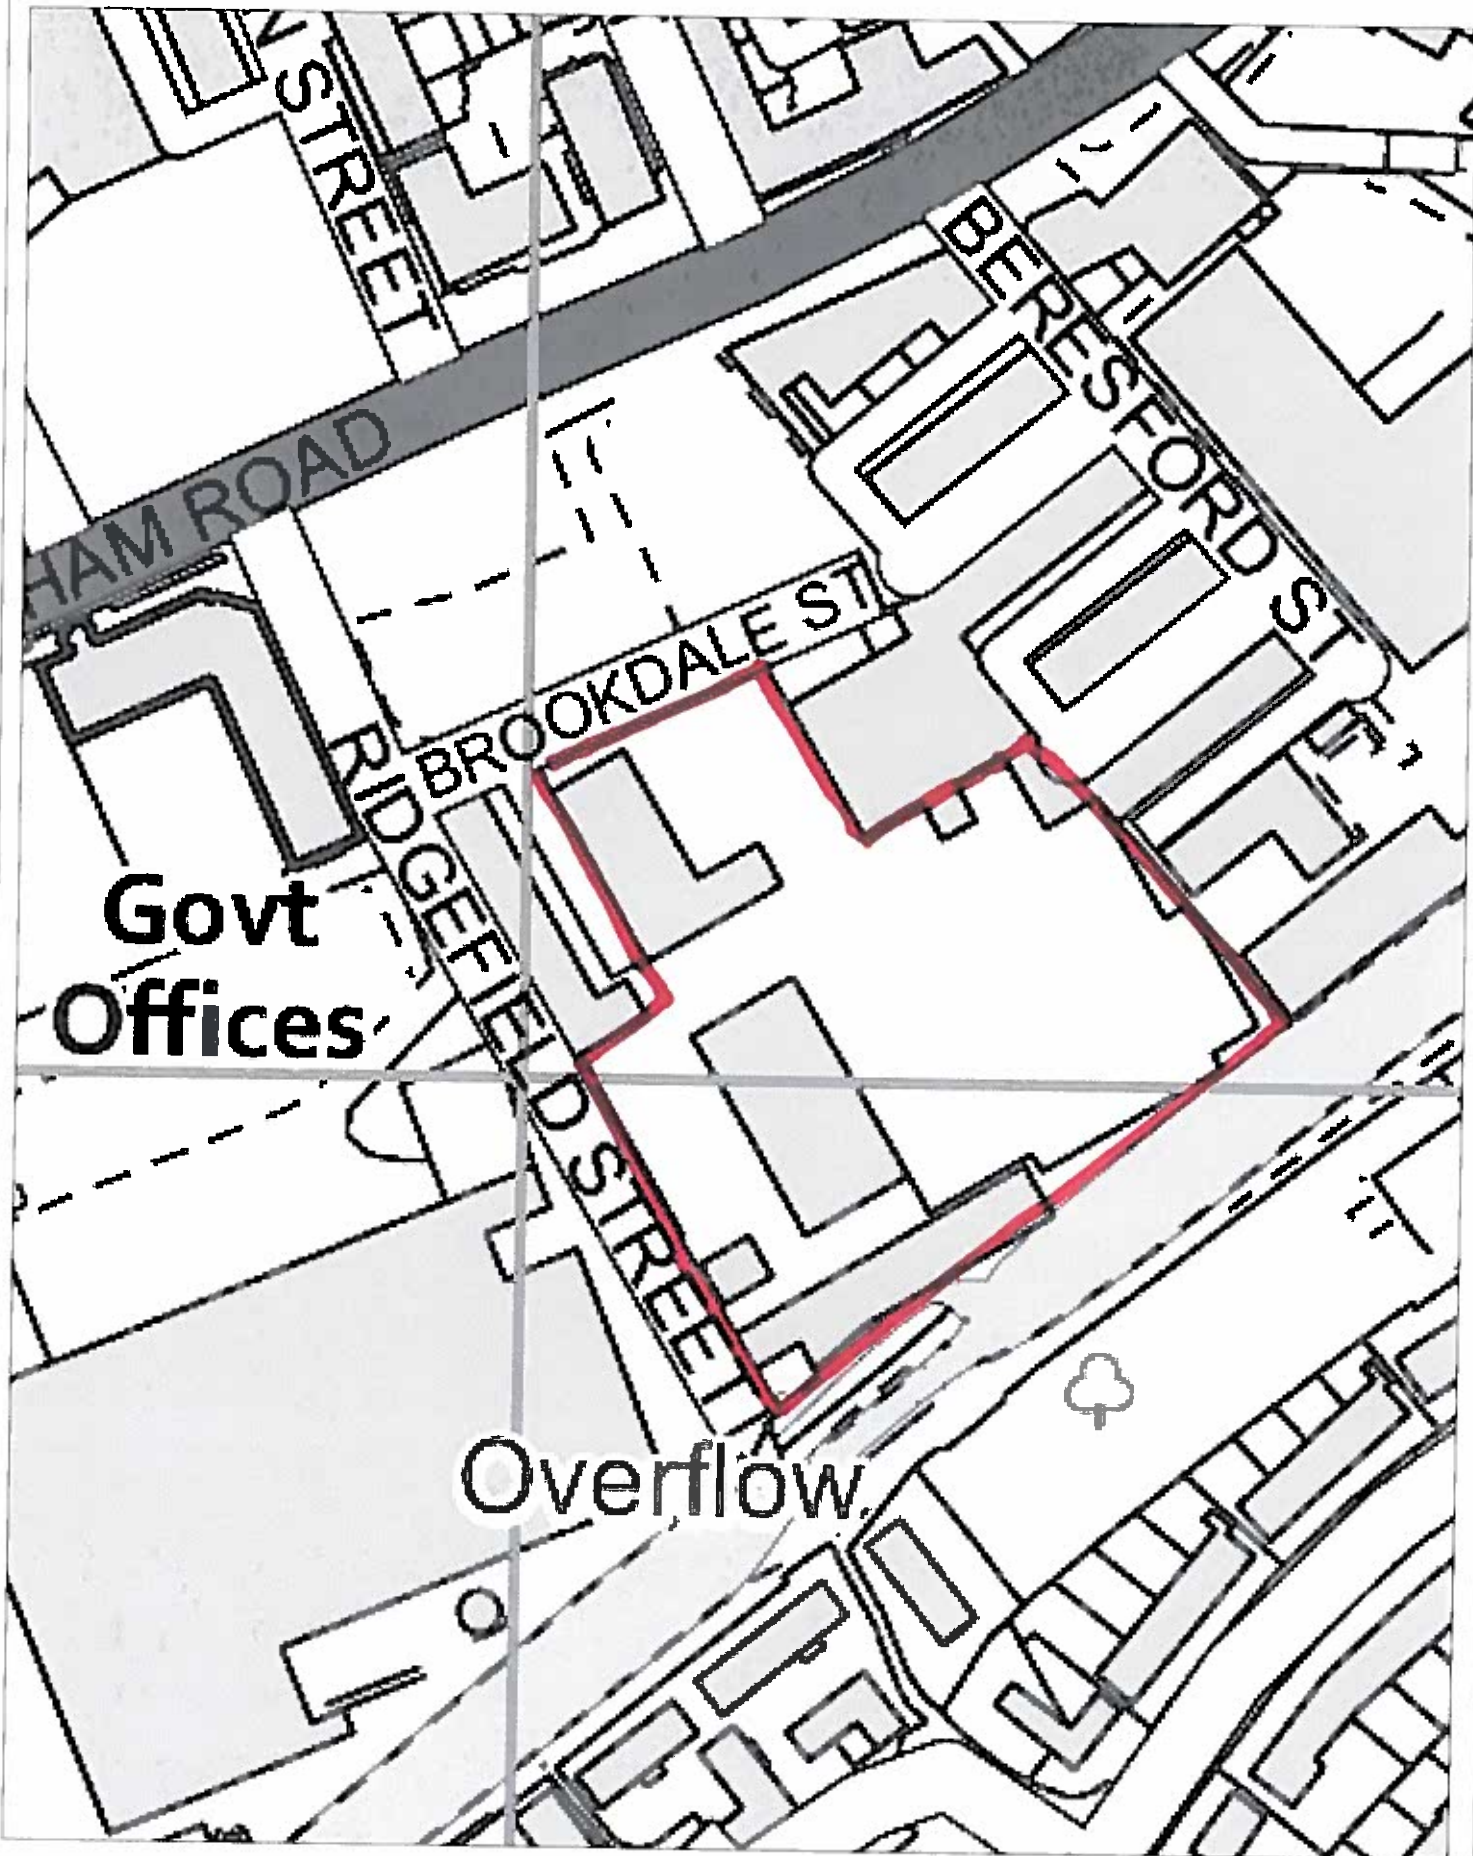 N STREET
BERESFORD ST
HAM ROAD
BROOKDALE ST
RIDGEFIELD STREET
Govt
Offices
Overflow